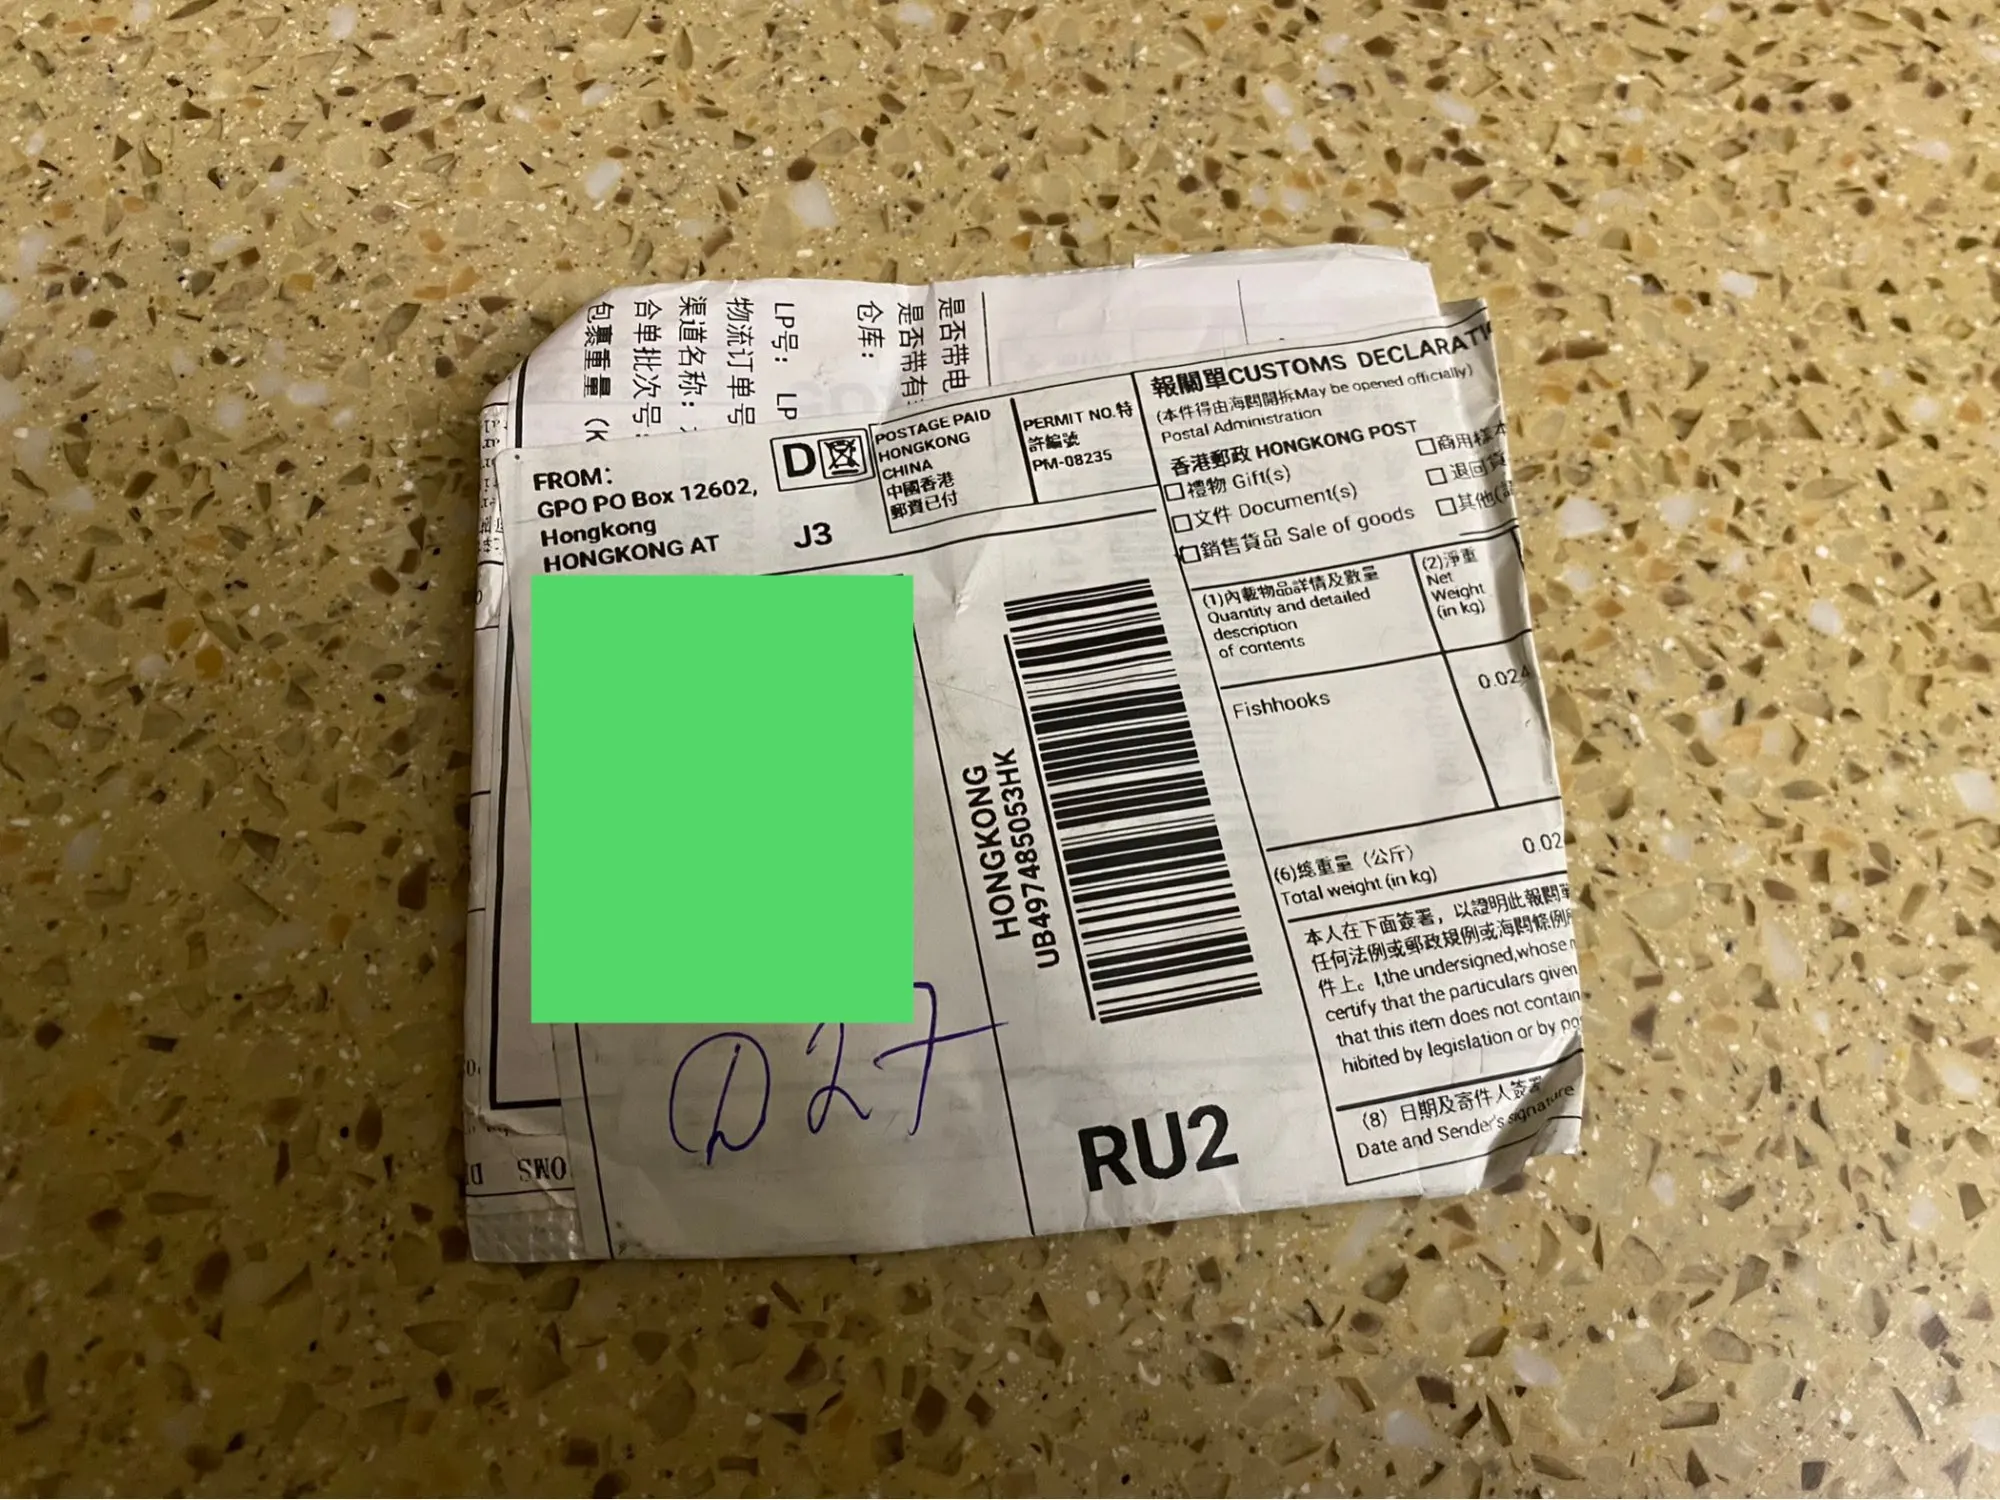 是否带电
是否带有
仓库：
LP号： LP
物流订单号
渠道名称：
合单批次号：
包裹重量（K
FROM:
GPO PO Box 12602,
Hongkong
HONGKONG AT
D
J3
POSTAGE PAID
HONGKONG
CHINA
中國香港
郵資已付
PERMIT NO.特
許編號
PM-08235
報關單CUSTOMS DECLARATI
(本件得由海關開拆May be opened officially)
Postal Administration
香港郵政 HONGKONG POST
禮物 Gift(s)
文件 Document(s)
銷售貨品 Sale of goods
商用樣本
退回貨
其他(
(1)內載物品詳情及數量
Quantity and detailed
description
of contents
(2)淨重
Net
Weight
(in kg)
Fishhooks
0.024
(6)總重量（公斤）
Total weight (in kg)
0.02
本人在下面簽署，以證明此報關單
任何法例或郵政規例或海關條例所
件上。I,the undersigned,whose n
certify that the particulars given
that this item does not contain
hibited by legislation or by po
(8) 日期及寄件人簽署
Date and Sender's signature
HONGKONG
UB497485053HK
RU2
D27
OMS